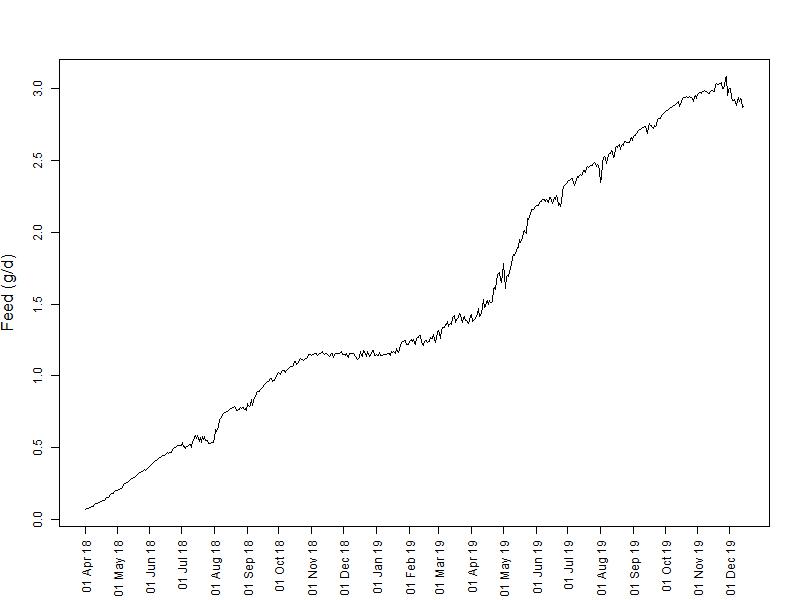 Feed (g/d)
3.0
2.5
2.0
1.5
1.0
0.5
0.0
01 Apr 18
01 May 18
01 Jun 18
01 Jul 18
01 Aug 18
01 Sep 18
01 Oct 18
01 Nov 18
01 Dec 18
01 Jan 19
01 Feb 19
01 Mar 19
01 Apr 19
01 May 19
01 Jun 19
01 Jul 19
01 Aug 19
01 Sep 19
01 Oct 19
01 Nov 19
01 Dec 19